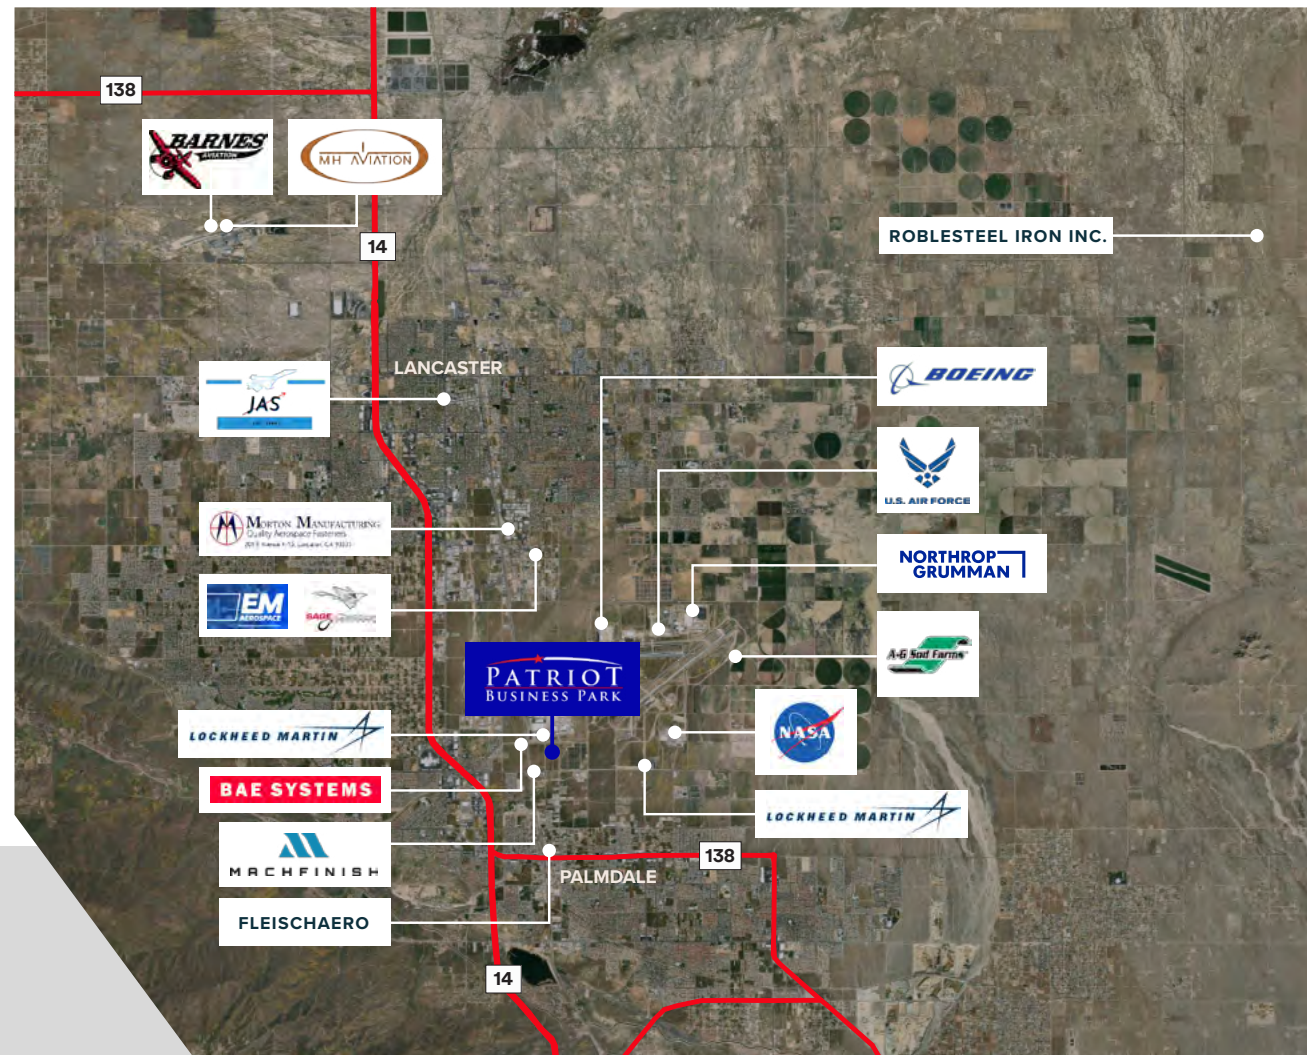 138
BARNES
AVIATION
MH AVIATION
14
ROBLESTEEL IRON INC.
LANCASTER
JAS
BOEING
U.S. AIR FORCE
MORTON MANUFACTURING
Quality Aerospace Fasteners
NORTHROP
GRUMMAN
EM
AEROSPACE
SAGE
A-G Sod Farms
PATRIOT
BUSINESS PARK
LOCKHEED MARTIN
NASA
BAE SYSTEMS
LOCKHEED MARTIN
MACHFINISH
138
PALMDALE
FLEISCHAERO
14